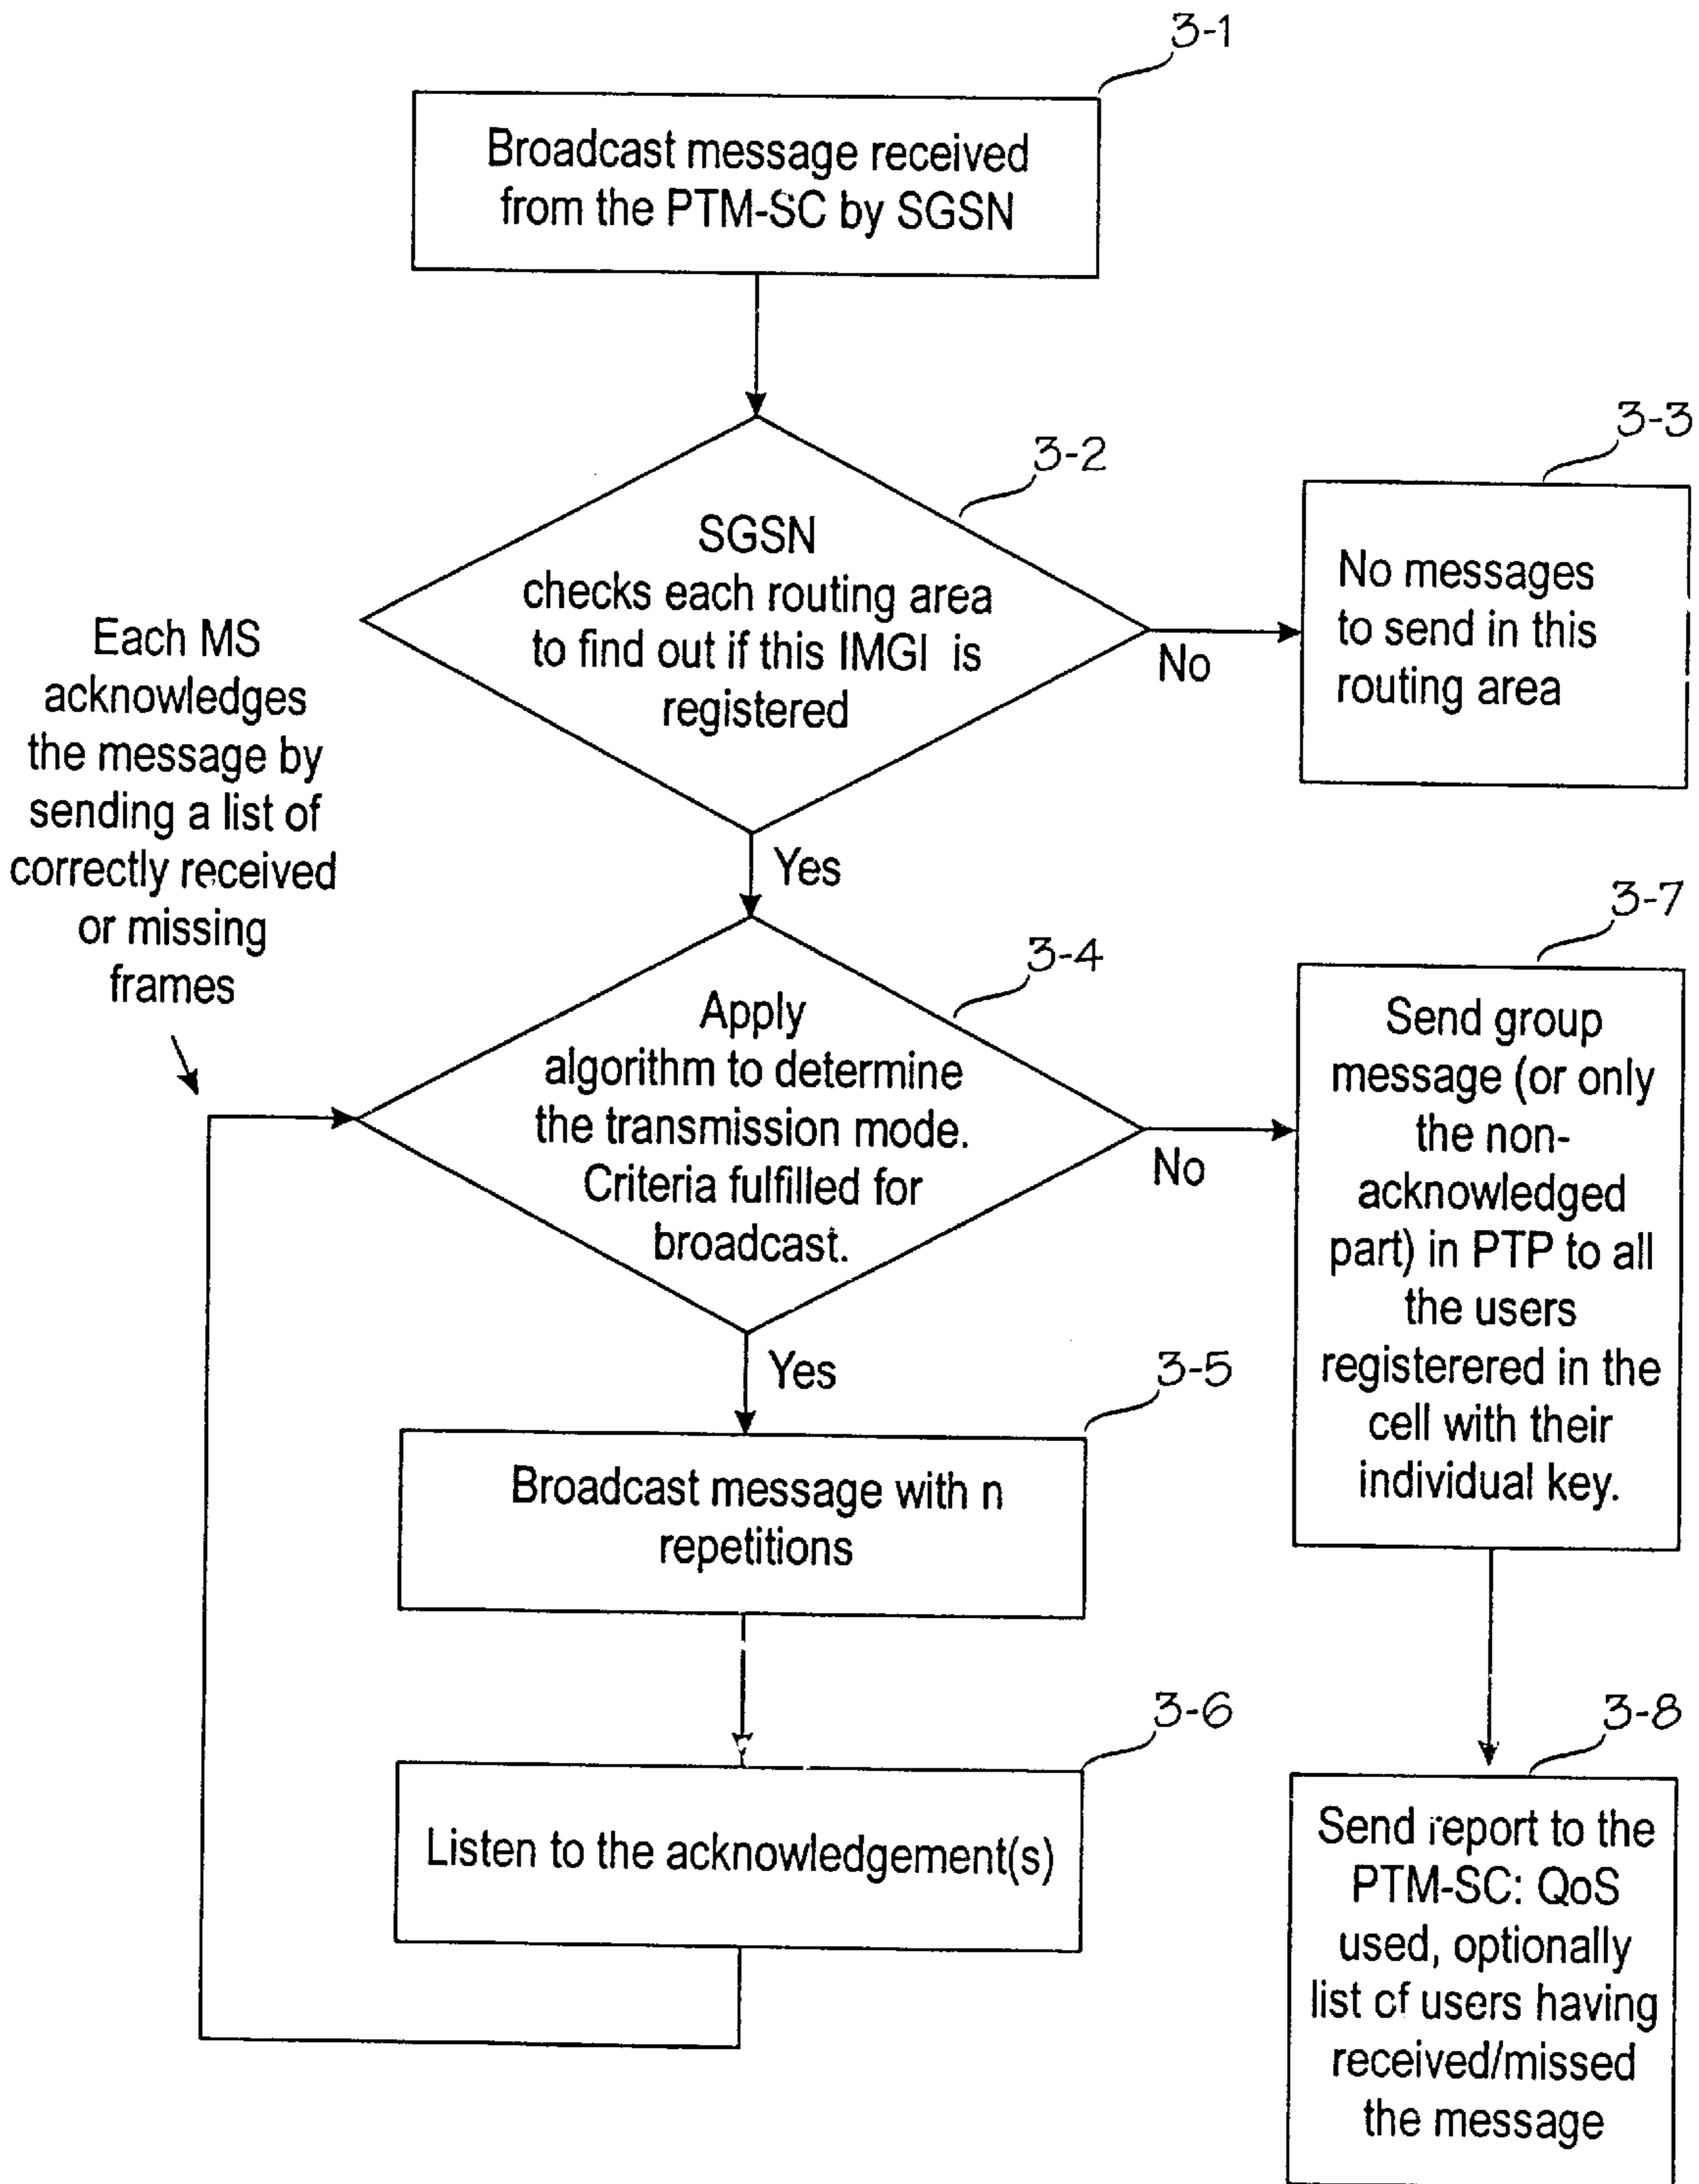 3-1
Broadcast message received
from the PTM-SC by SGSN
3-2
SGSN
checks each routing area
to find out if this IMGI is
registered
No
3-3
No messages
to send in this
routing area
Each MS
acknowledges
the message by
sending a list of
correctly received
or missing
frames
Yes
3-4
Apply
algorithm to determine
the transmission mode.
Criteria fulfilled for
broadcast.
No
3-7
Send group
message (or only
the non-
acknowledged
part) in PTP to all
the users
registerered in the
cell with their
individual key.
Yes
3-5
Broadcast message with n
repetitions
3-6
Listen to the acknowledgement(s)
3-8
Send report to the
PTM-SC: QoS
used, optionally
list of users having
received/missed
the message